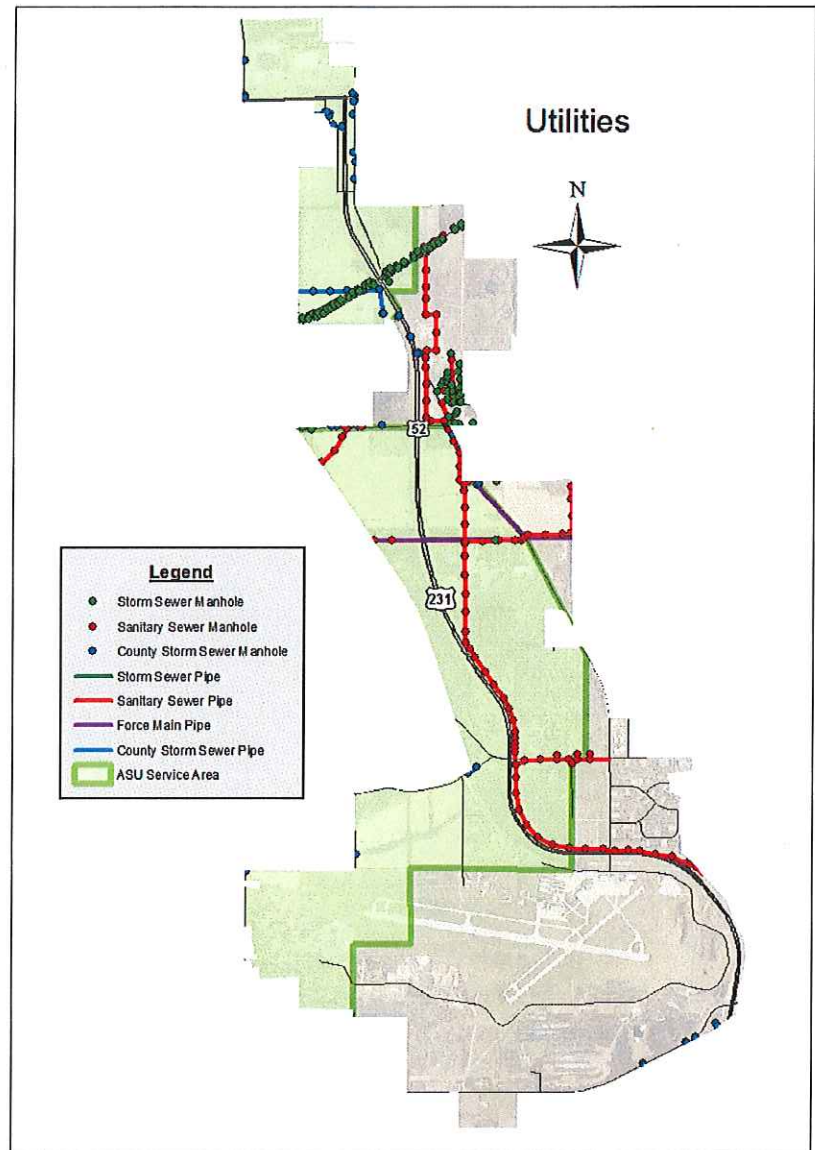 Utilities
N
52
231
Legend
Storm Sewer Manhole
Sanitary Sewer Manhole
County Storm Sewer Manhole
Storm Sewer Pipe
Sanitary Sewer Pipe
Force Main Pipe
County Storm Sewer Pipe
ASU Service Area